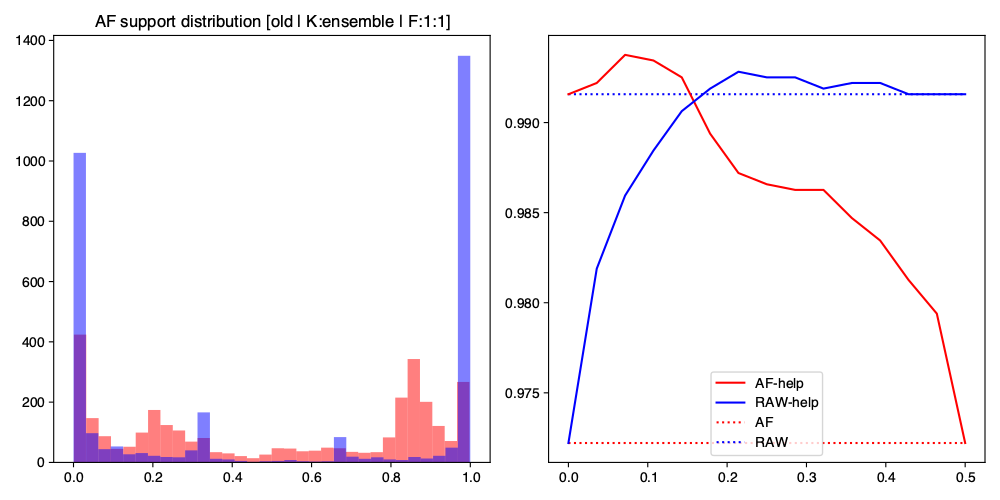 AF support distribution [old | K:ensemble | F:1:1]
1400
1200
1000
800
600
400
200
0
0.0 0.2 0.4 0.6 0.8 1.0
0.990
0.985
0.980
0.975
0.0 0.1 0.2 0.3 0.4 0.5
AF-help
RAW-help
AF
RAW